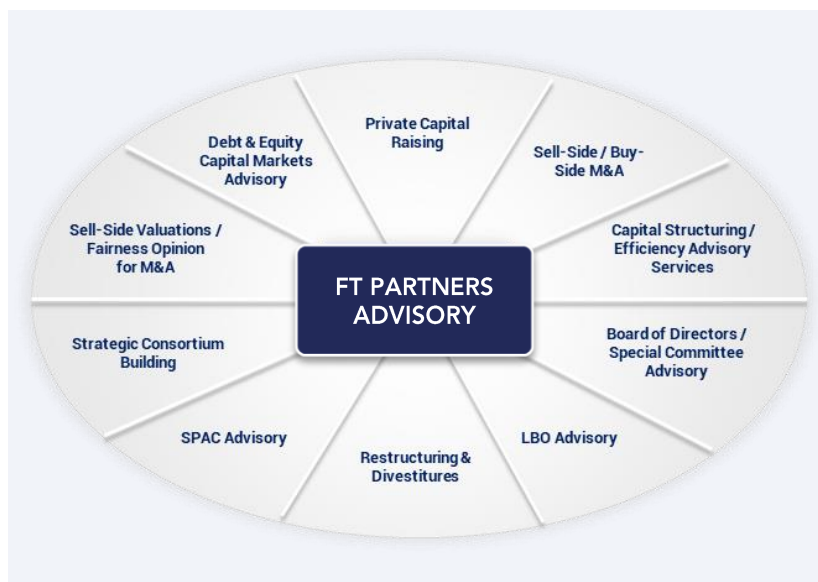 Private Capital
Raising
Debt & Equity
Capital Markets
Advisory
Sell-Side / Buy-
Side M&A
Sell-Side Valuations /
Fairness Opinion
for M&A
Capital Structuring /
Efficiency Advisory
Services
FT PARTNERS
ADVISORY
Strategic Consortium
Building
Board of Directors /
Special Committee
Advisory
SPAC Advisory
LBO Advisory
Restructuring &
Divestitures